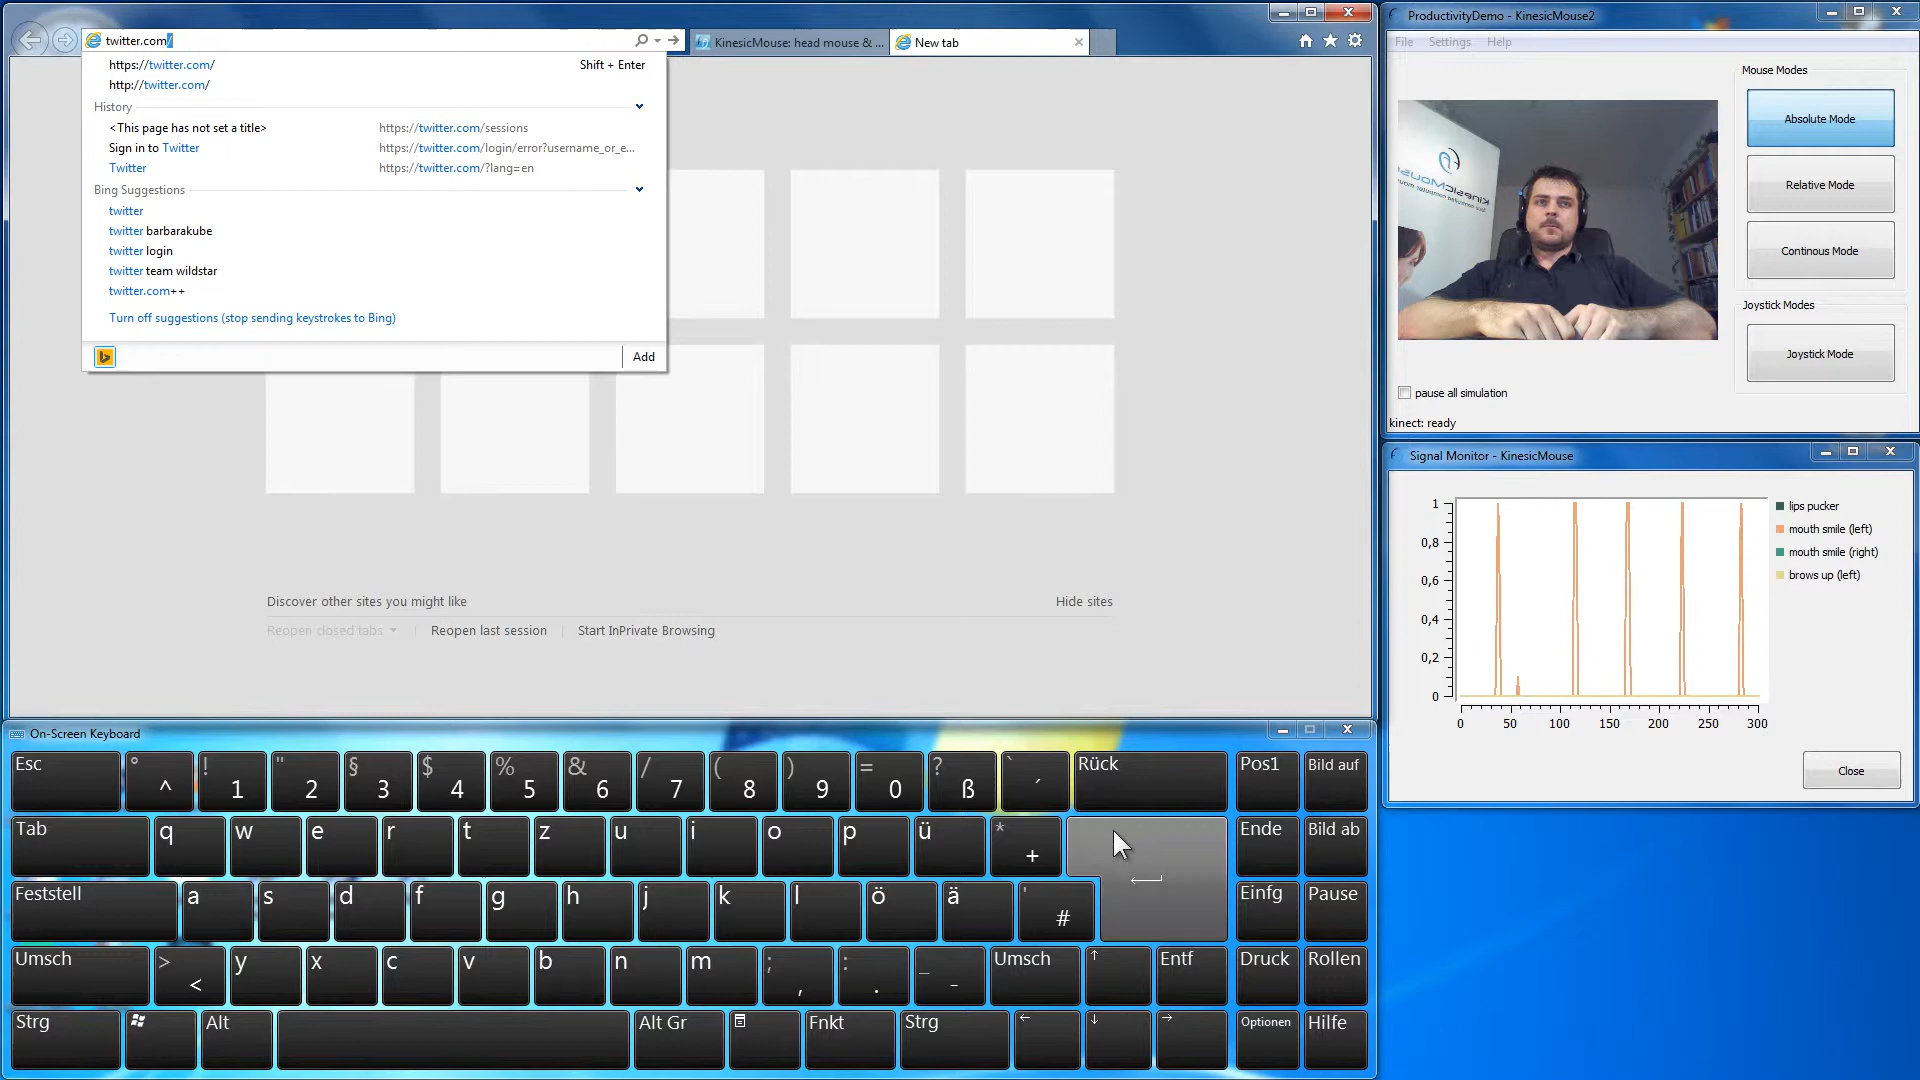 twitter.com/
KinesicMouse: head mouse & ...
New tab
https://twitter.com/
Shift + Enter
http://twitter.com/
History
<This page has not set a title>
https://twitter.com/sessions
Sign in to Twitter
https://twitter.com/login/error?username_or_e...
Twitter
https://twitter.com/?lang=en
Bing Suggestions
twitter
twitter barbarakube
twitter login
twitter team wildstar
twitter.com++
Turn off suggestions (stop sending keystrokes to Bing)
Add
Discover other sites you might like
Hide sites
Reopen closed tabs
Reopen last session
Start InPrivate Browsing
ProductivityDemo - KinesicMouse2
File Settings Help
Mouse Modes
Absolute Mode
Relative Mode
Continous Mode
Joystick Modes
Joystick Mode
KinesicMouse
pause all simulation
kinect: ready
Signal Monitor - KinesicMouse
1
0,8
0,6
0,4
0,2
0
0 50 100 150 200 250 300
lips pucker
mouth smile (left)
mouth smile (right)
brows up (left)
Close
On-Screen Keyboard
Esc ° ^ ! 1 " 2 § 3 $ 4 % 5 & 6 / 7 ( 8 ) 9 = 0 ? ß ` ´ Rück Pos1 Bild auf
Tab q w e r t z u i o p ü * + Ende Bild ab
Feststell a s d f g h j k l ö ä ' # Einfg Pause
Umsch > < y x c v b n m ; , : . _ - Umsch ↑ Entf Druck Rollen
Strg Alt Alt Gr Fnkt Strg ← ↓ → Optionen Hilfe